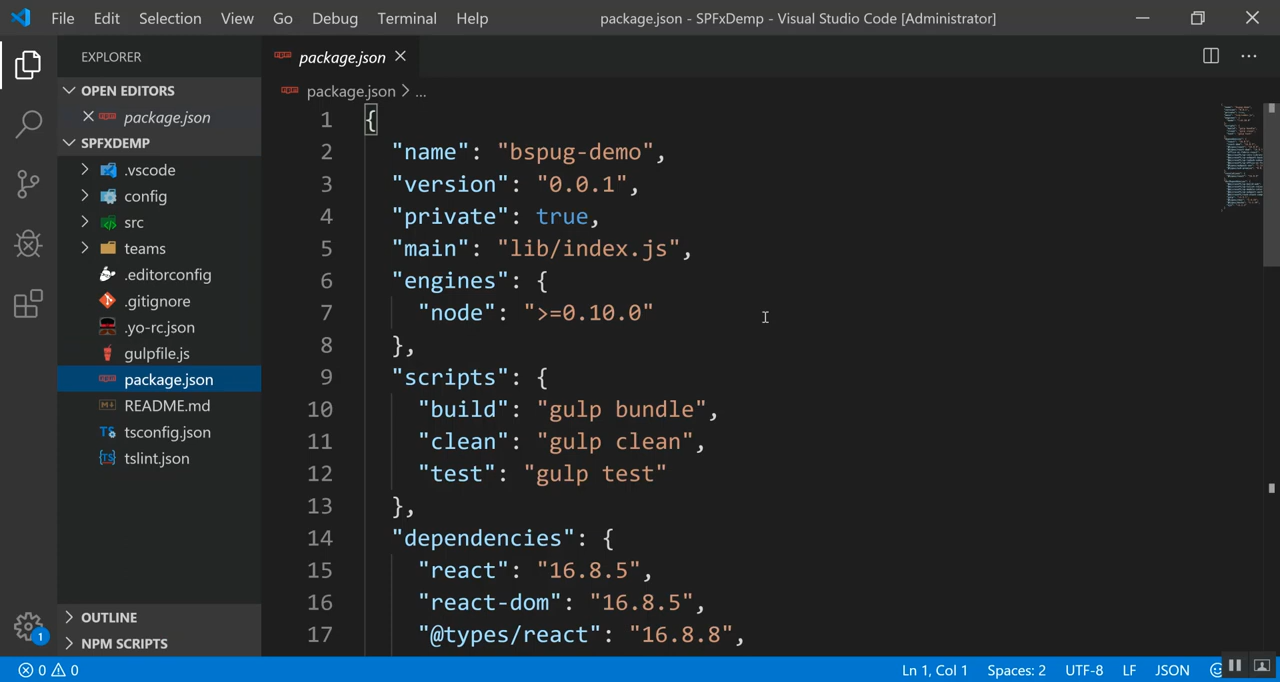 File Edit Selection View Go Debug Terminal Help package.json - SPFxDemp - Visual Studio Code [Administrator]
EXPLORER
OPEN EDITORS
package.json
SPFXDEMP
.vscode
config
src
teams
.editorconfig
.gitignore
.yo-rc.json
gulpfile.js
package.json
README.md
tsconfig.json
tslint.json
OUTLINE
NPM SCRIPTS
1
package.json
package.json > ...
1 {
2 "name": "bspug-demo",
3 "version": "0.0.1",
4 "private": true,
5 "main": "lib/index.js",
6 "engines": {
7 "node": ">=0.10.0"
8 },
9 "scripts": {
10 "build": "gulp bundle",
11 "clean": "gulp clean",
12 "test": "gulp test"
13 },
14 "dependencies": {
15 "react": "16.8.5",
16 "react-dom": "16.8.5",
17 "@types/react": "16.8.8",
0 0 Ln 1, Col 1 Spaces: 2 UTF-8 LF JSON